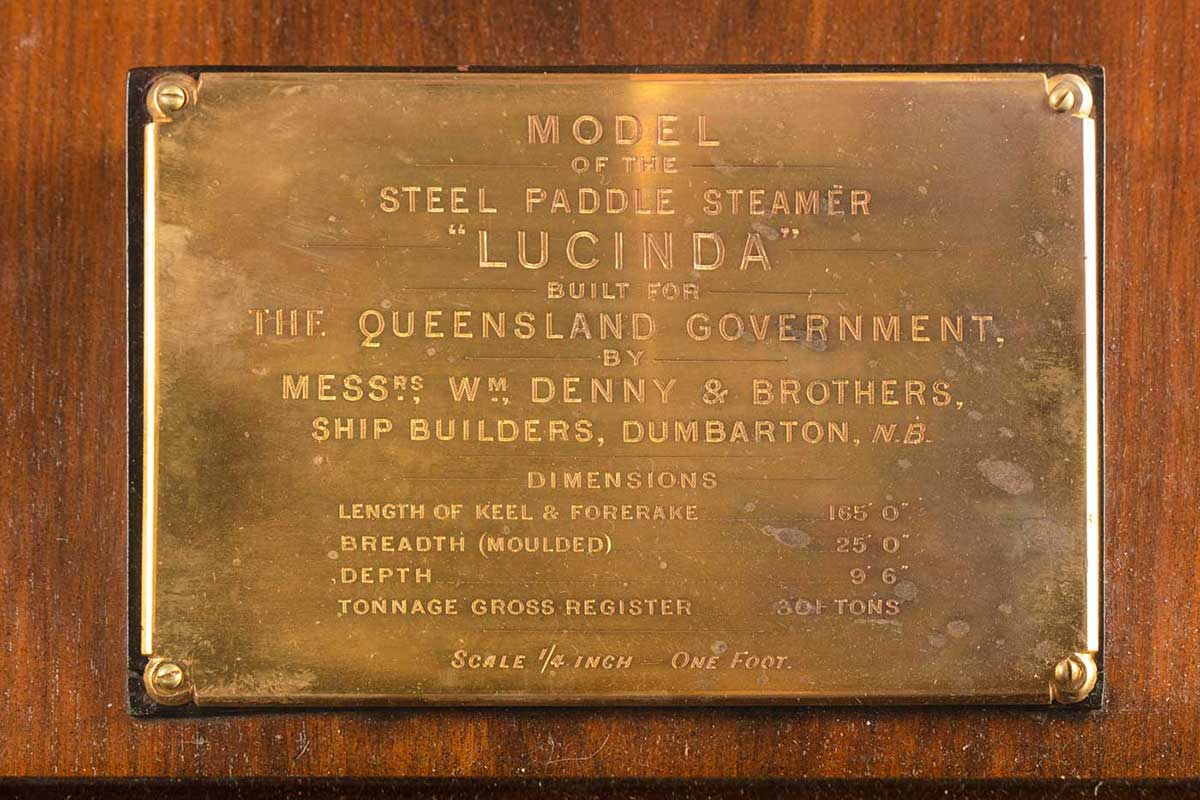 MODEL
OF THE
STEEL PADDLE STEAMER
"LUCINDA"
BUILT FOR
THE QUEENSLAND GOVERNMENT,
BY
MESSRS, WM, DENNY & BROTHERS,
SHIP BUILDERS, DUMBARTON, N.B.
DIMENSIONS
LENGTH OF KEEL & FORERAKE 165' 0"
BREADTH (MOULDED) 25' 0"
DEPTH 9' 6"
TONNAGE GROSS REGISTER TONS
SCALE 1/4 INCH — ONE FOOT.